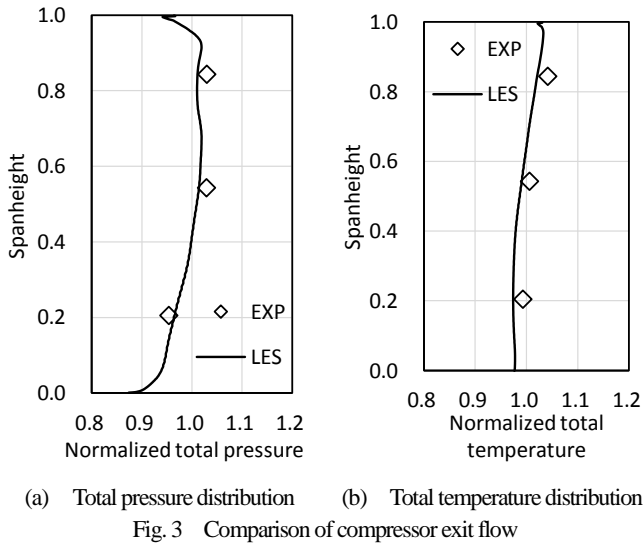 1.0
0.8
0.6
0.4
0.2
0.0
Spanheight
EXP
LES
0.8 0.9 1.0 1.1 1.2
Normalized total pressure
1.0
0.8
0.6
0.4
0.2
0.0
Spanheight
EXP
LES
0.8 0.9 1.0 1.1 1.2
Normalized total
temperature
(a) Total pressure distribution (b) Total temperature distribution
Fig. 3 Comparison of compressor exit flow